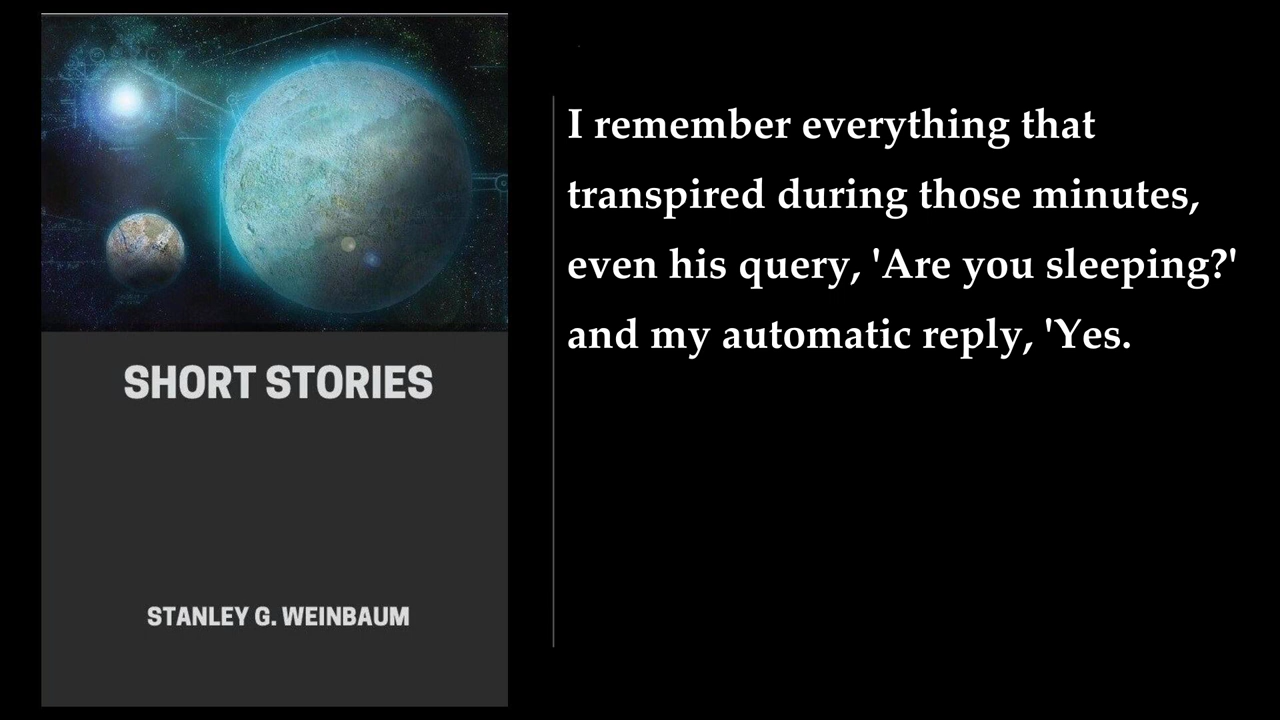 SHORT STORIES
STANLEY G. WEINBAUM
I remember everything that
transpired during those minutes,
even his query, 'Are you sleeping?'
and my automatic reply, 'Yes.